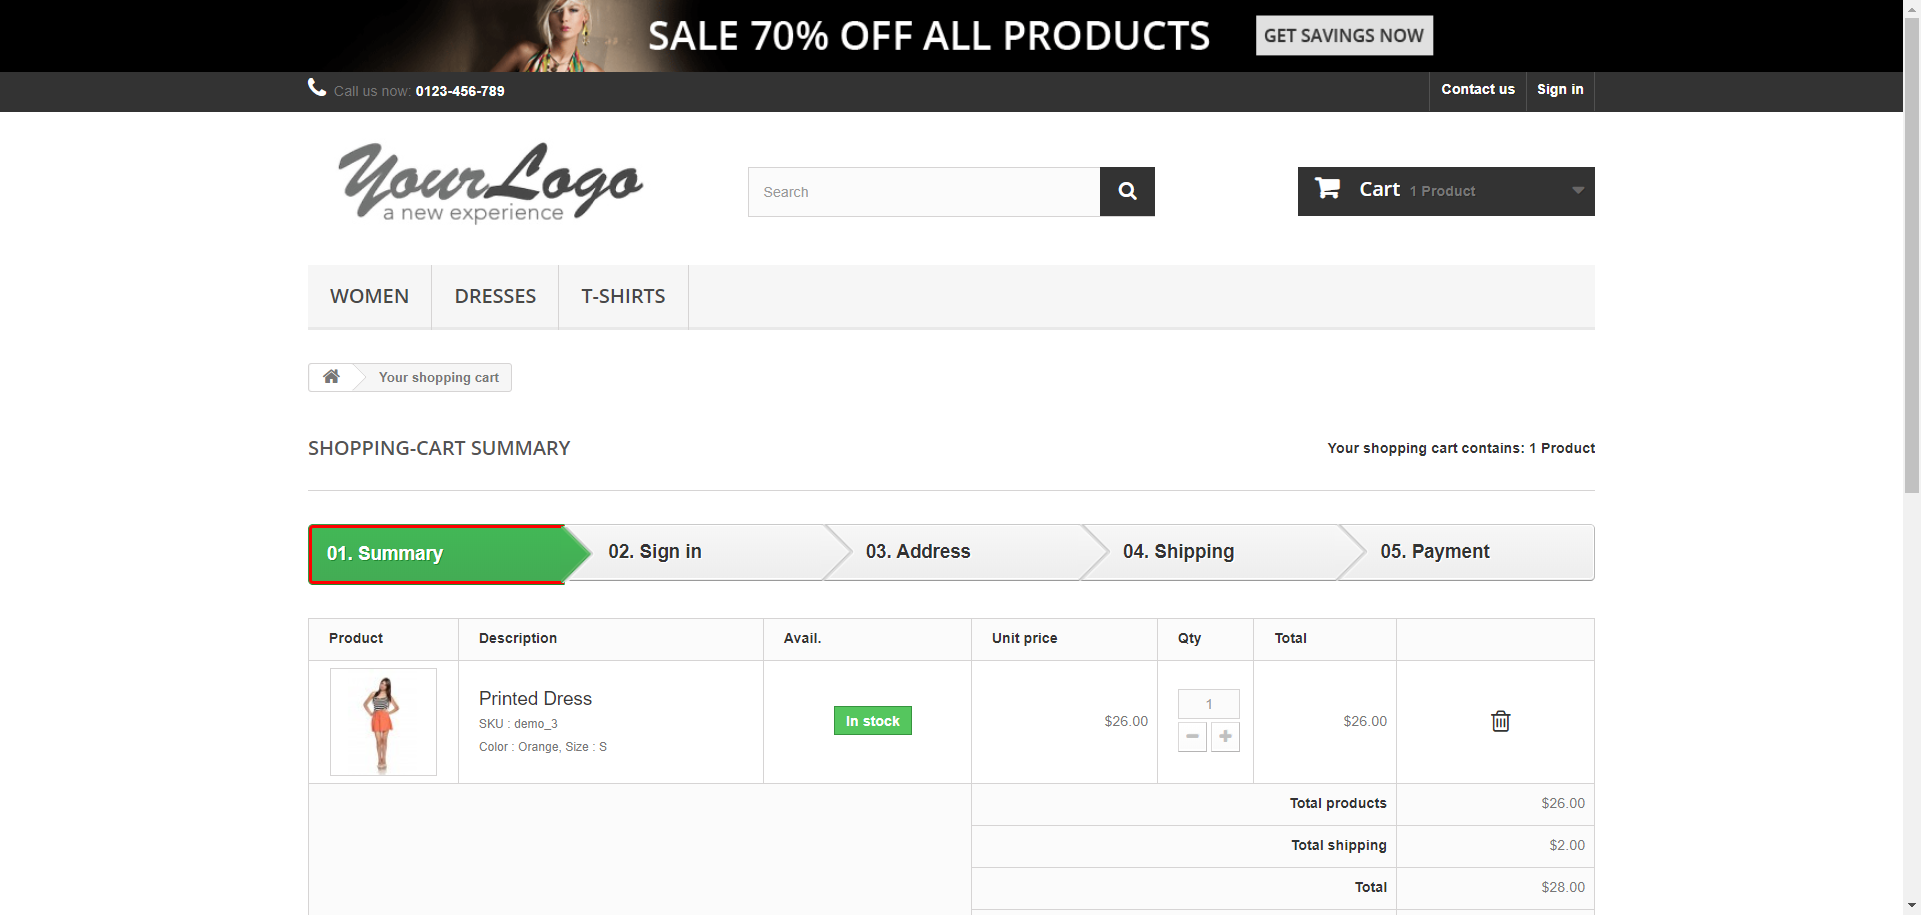 SALE 70% OFF ALL PRODUCTS
GET SAVINGS NOW
Call us now: 0123-456-789
Contact us
Sign in
YourLogo
a new experience
Search
Cart 1 Product
WOMEN
DRESSES
T-SHIRTS
Your shopping cart
SHOPPING-CART SUMMARY
Your shopping cart contains: 1 Product
01. Summary
02. Sign in
03. Address
04. Shipping
05. Payment
Product
Description
Avail.
Unit price
Qty
Total
Printed Dress
SKU : demo_3
Color : Orange, Size : S
In stock
$26.00
1
$26.00
Total products
$26.00
Total shipping
$2.00
Total
$28.00